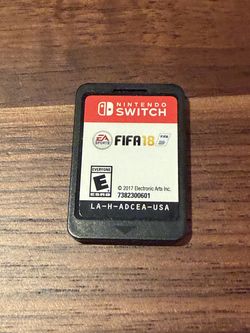 NINTENDO
SWITCH
EA
SPORTS
FIFA 18
EVERYONE
E
ESRB
© 2017 Electronic Arts Inc.
7382300601
LA-H-ADCEA-USA